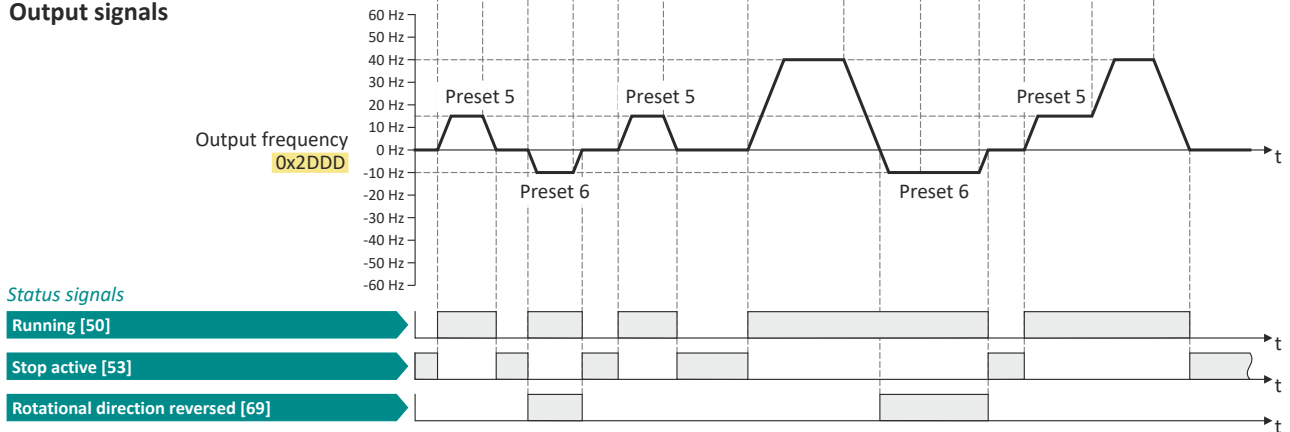 Output signals
60 Hz
50 Hz
40 Hz
30 Hz
20 Hz
10 Hz
0 Hz
-10 Hz
-20 Hz
-30 Hz
-40 Hz
-50 Hz
-60 Hz
Output frequency
0x2DDD
Preset 5
Preset 5
Preset 5
Preset 6
Preset 6
t
Status signals
Running [50]
t
Stop active [53]
t
Rotational direction reversed [69]
t